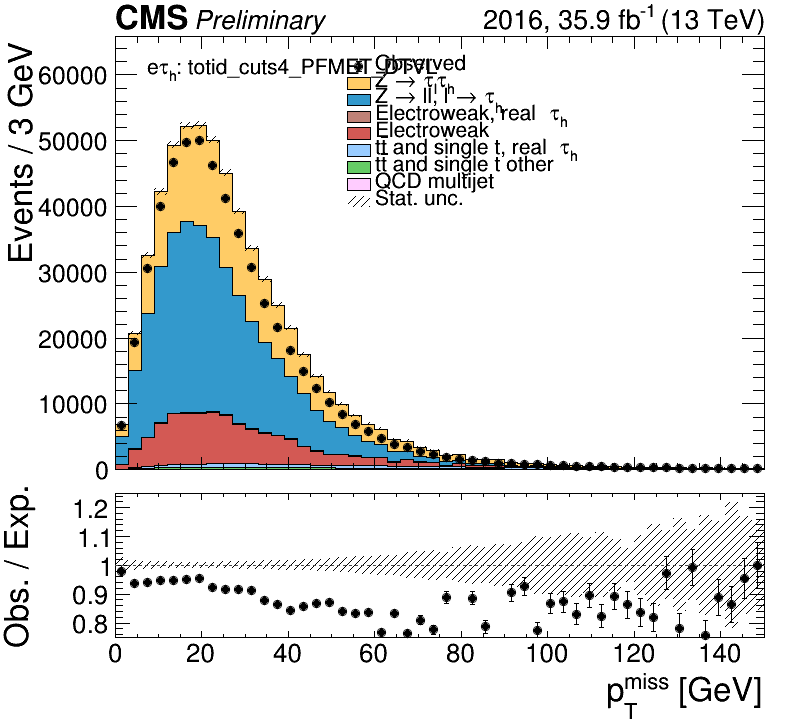 CMS Preliminary 2016, 35.9 fb⁻¹ (13 TeV)
Events / 3 GeV
eτh: totid_cuts4_PFMET_DTVL
Observed
Z → τlτh
Z → ll, l → τh
Electroweak, real τh
Electroweak
tt and single t, real τh
tt and single t other
QCD multijet
Stat. unc.
60000
50000
40000
30000
20000
10000
0
Obs. / Exp.
1.2
1.1
1
0.9
0.8
0 20 40 60 80 100 120 140
pTmiss [GeV]